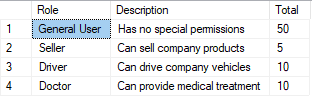 Role Description Total
1 General User Has no special permissions 50
2 Seller Can sell company products 5
3 Driver Can drive company vehicles 10
4 Doctor Can provide medical treatment 10